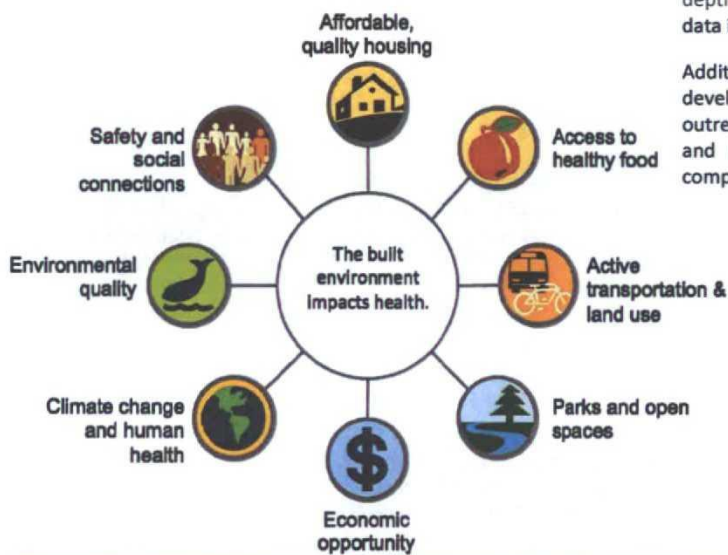 Affordable,
quality housing
Safety and
social
connections
Access to
healthy food
Environmental
quality
The built
environment
impacts health.
Active
transportation &
land use
Climate change
and human
health
Parks and open
spaces
$
Economic
opportunity
data
Addit
devel
outre
and
comp